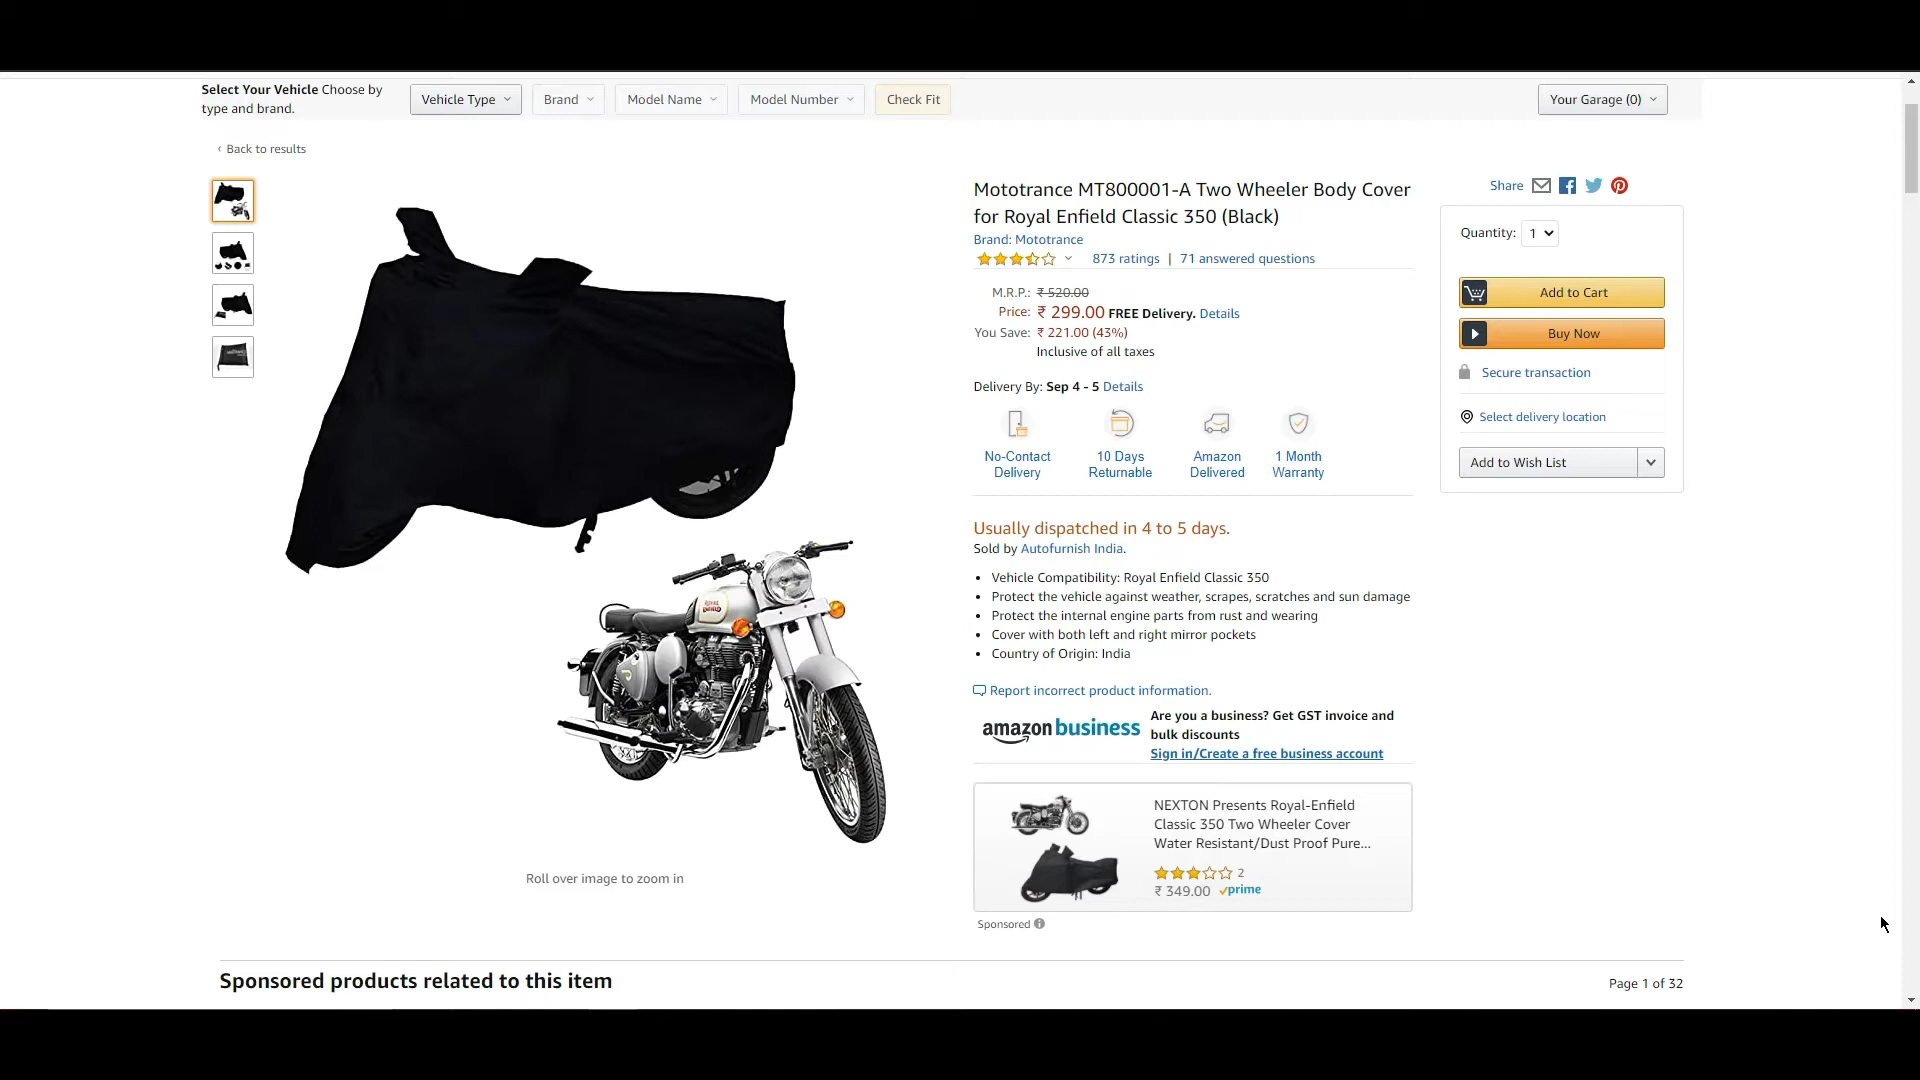 Select Your Vehicle Choose by
type and brand.
Vehicle Type
Brand
Model Name
Model Number
Check Fit
Your Garage (0)
‹ Back to results
Mototrance MT800001-A Two Wheeler Body Cover
for Royal Enfield Classic 350 (Black)
Brand: Mototrance
873 ratings | 71 answered questions
M.R.P.: ₹ 520.00
Price: ₹ 299.00 FREE Delivery. Details
You Save: ₹ 221.00 (43%)
Inclusive of all taxes
Delivery By: Sep 4 - 5 Details
No-Contact
Delivery
10 Days
Returnable
Amazon
Delivered
1 Month
Warranty
Usually dispatched in 4 to 5 days.
Sold by Autofurnish India.
• Vehicle Compatibility: Royal Enfield Classic 350
• Protect the vehicle against weather, scrapes, scratches and sun damage
• Protect the internal engine parts from rust and wearing
• Cover with both left and right mirror pockets
• Country of Origin: India
Report incorrect product information.
amazon business
Are you a business? Get GST invoice and
bulk discounts
Sign in/Create a free business account
NEXTON Presents Royal-Enfield
Classic 350 Two Wheeler Cover
Water Resistant/Dust Proof Pure...
2
₹ 349.00 prime
Sponsored
Share
Quantity: 1
Add to Cart
Buy Now
Secure transaction
Select delivery location
Add to Wish List
ROYAL
ENFIELD
Roll over image to zoom in
Sponsored products related to this item
Page 1 of 32